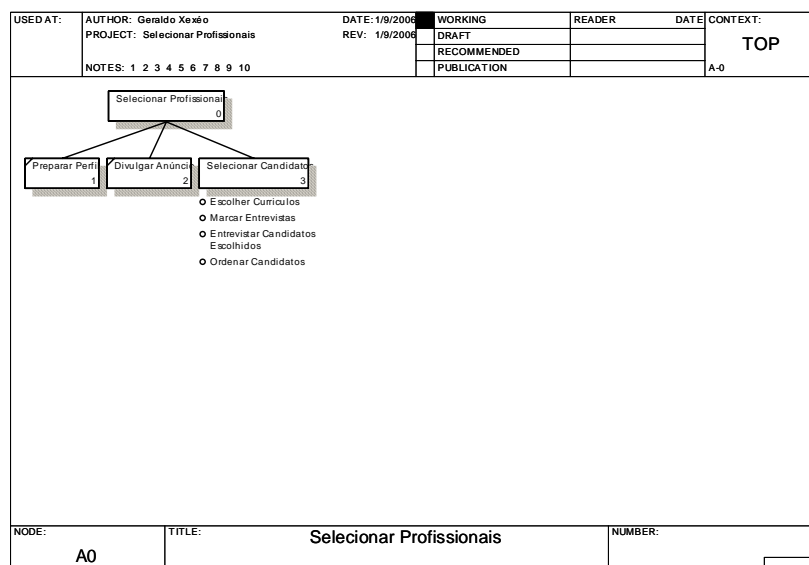 USED AT:
AUTHOR: Geraldo Xexéo
DATE: 1/9/2006
PROJECT: Selecionar Profissionais
REV: 1/9/2006
NOTES: 1 2 3 4 5 6 7 8 9 10
WORKING
DRAFT
RECOMMENDED
PUBLICATION
READER DATE
CONTEXT:
TOP
A-0
Selecionar Profissionai
0
Preparar Perfi
1
Divulgar Anúnci
2
Selecionar Candidato
3
Escolher Curriculos
Marcar Entrevistas
Entrevistar Candidatos
Escolhidos
Ordenar Candidatos
NODE:
A0
TITLE:
Selecionar Profissionais
NUMBER: